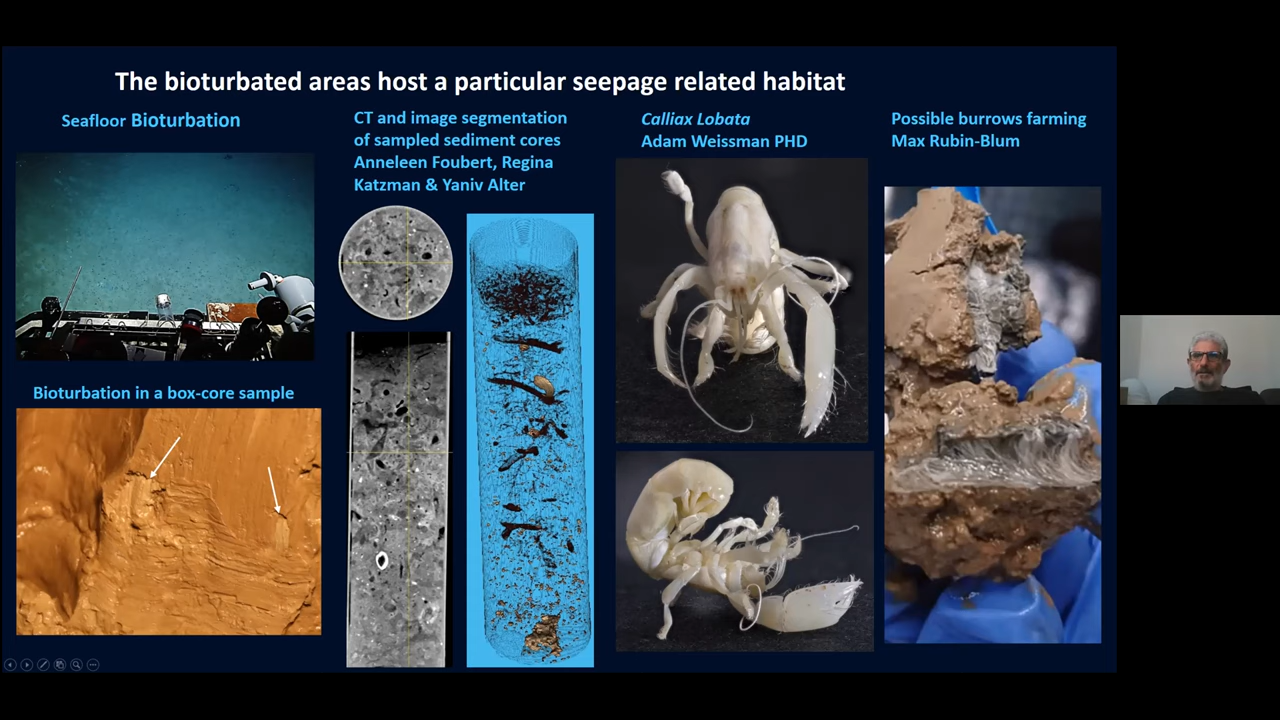 The bioturbated areas host a particular seepage related habitat
Seafloor Bioturbation
Bioturbation in a box-core sample
CT and image segmentation
of sampled sediment cores
Anneleen Foubert, Regina
Katzman & Yaniv Alter
Calliax Lobata
Adam Weissman PHD
Possible burrows farming
Max Rubin-Blum